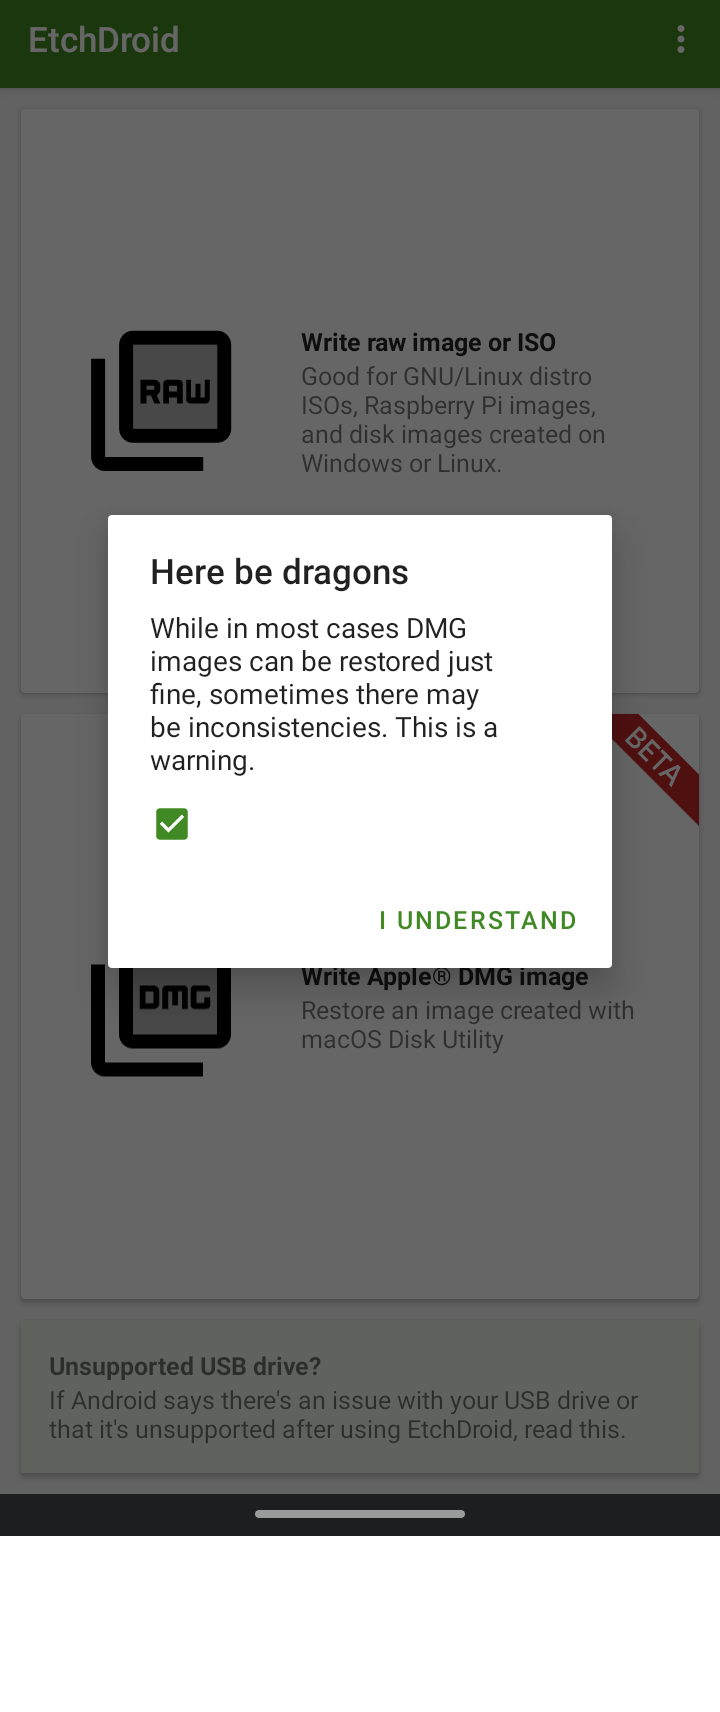 EtchDroid
RAW
Write raw image or ISO
Good for GNU/Linux distro
ISOs, Raspberry Pi images,
and disk images created on
Windows or Linux.
Here be dragons
While in most cases DMG
images can be restored just
fine, sometimes there may
be inconsistencies. This is a
warning.
I UNDERSTAND
BETA
DMG
Write Apple® DMG image
Restore an image created with
macOS Disk Utility
Unsupported USB drive?
If Android says there's an issue with your USB drive or
that it's unsupported after using EtchDroid, read this.